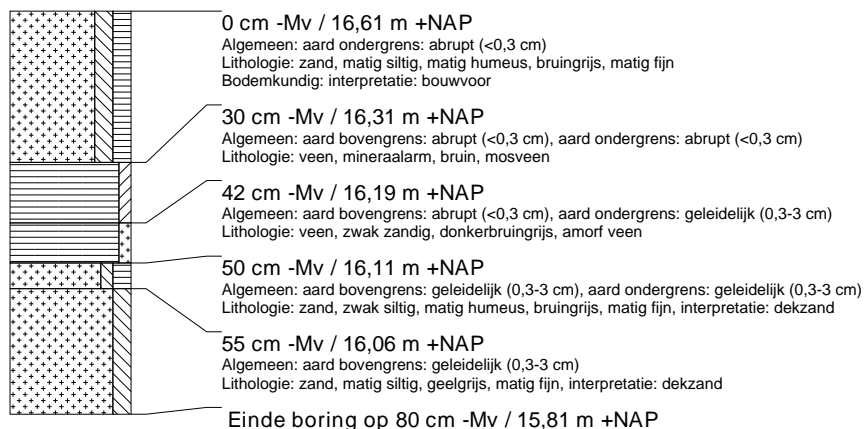 0 cm -Mv / 16,61 m +NAP
Algemeen: aard ondergrens: abrupt (<0,3 cm)
Lithologie: zand, matig siltig, matig humeus, bruingrijs, matig fijn
Bodemkundig: interpretatie: bouwvoor
30 cm -Mv / 16,31 m +NAP
Algemeen: aard bovengrens: abrupt (<0,3 cm), aard ondergrens: abrupt (<0,3 cm)
Lithologie: veen, mineraalarm, bruin, mosveen
42 cm -Mv / 16,19 m +NAP
Algemeen: aard bovengrens: abrupt (<0,3 cm), aard ondergrens: geleidelijk (0,3-3 cm)
Lithologie: veen, zwak zandig, donkerbruingrijs, amorf veen
50 cm -Mv / 16,11 m +NAP
Algemeen: aard bovengrens: geleidelijk (0,3-3 cm), aard ondergrens: geleidelijk (0,3-3 cm)
Lithologie: zand, zwak siltig, matig humeus, bruingrijs, matig fijn, interpretatie: dekzand
55 cm -Mv / 16,06 m +NAP
Algemeen: aard bovengrens: geleidelijk (0,3-3 cm)
Lithologie: zand, matig siltig, geelgrijs, matig fijn, interpretatie: dekzand
Einde boring op 80 cm -Mv / 15,81 m +NAP